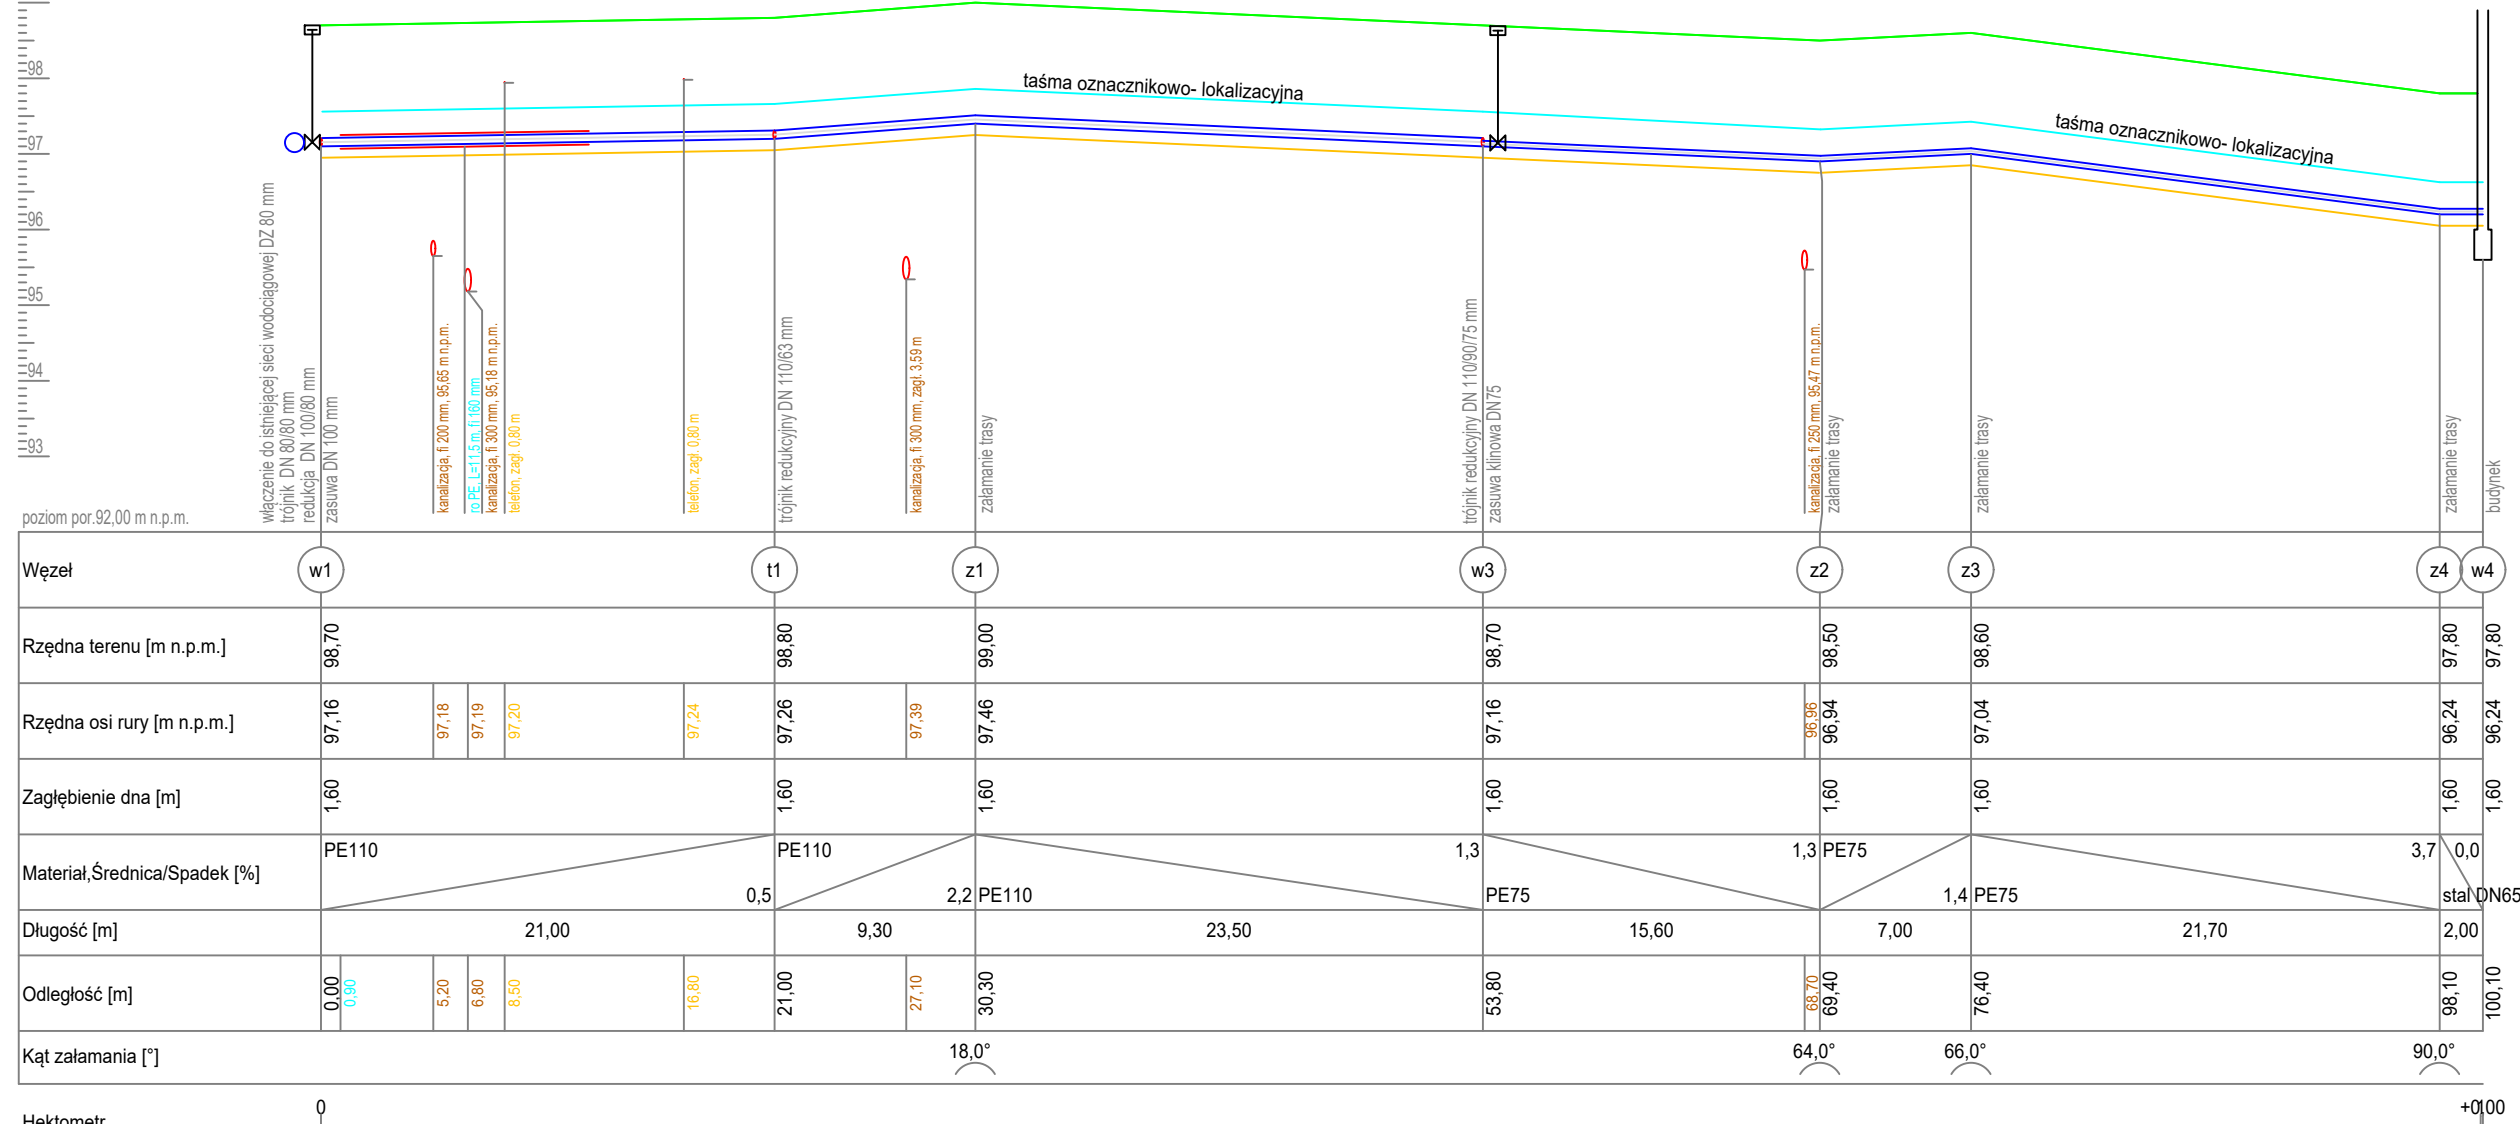 98
97
96
95
94
93
poziom por.92,00 m n.p.m.
taśma oznacznikowo- lokalizacyjna
taśma oznacznikowo- lokalizacyjna
włączenie do istniejącej sieci wodociągowej DZ 80 mm
trójnik DN 80/80 mm
redukcja DN 100/80 mm
zasuwa DN 100 mm
kanalizacja, fi 200 mm, 95,65 m n.p.m.
ro PE, L=11,5 m, fi 160 mm
kanalizacja, fi 300 mm, 95,18 m n.p.m.
telefon, zagł. 0,80 m
telefon, zagł. 0,80 m
trójnik redukcyjny DN 110/63 mm
kanalizacja, fi 300 mm, zagł. 3,59 m
załamanie trasy
trójnik redukcyjny DN 110/90/75 mm
zasuwa klinowa DN75
kanalizacja, fi 250 mm, 95,47 m n.p.m.
załamanie trasy
załamanie trasy
załamanie trasy
budynek
Węzeł w1 t1 z1 w3 z2 z3 z4 w4
Rzędna terenu [m n.p.m.] 98,70 98,80 99,00 98,70 98,50 98,60 97,80 97,80
Rzędna osi rury [m n.p.m.] 97,16 97,18 97,19 97,20 97,24 97,26 97,39 97,46 97,16 96,96 96,94 97,04 96,24 96,24
Zagłębienie dna [m] 1,60 1,60 1,60 1,60 1,60 1,60 1,60 1,60
Materiał,Średnica/Spadek [%] PE110 0,5 PE110 2,2 PE110 1,3 PE75 1,3 PE75 1,4 PE75 3,7 0,0 stal DN65
Długość [m] 21,00 9,30 23,50 15,60 7,00 21,70 2,00
Odległość [m] 0,00 0,90 5,20 6,80 8,50 16,80 21,00 27,10 30,30 53,80 68,70 69,40 76,40 98,10 100,10
Kąt załamania [°] 18,0° 64,0° 66,0° 90,0°
Hektometr 0